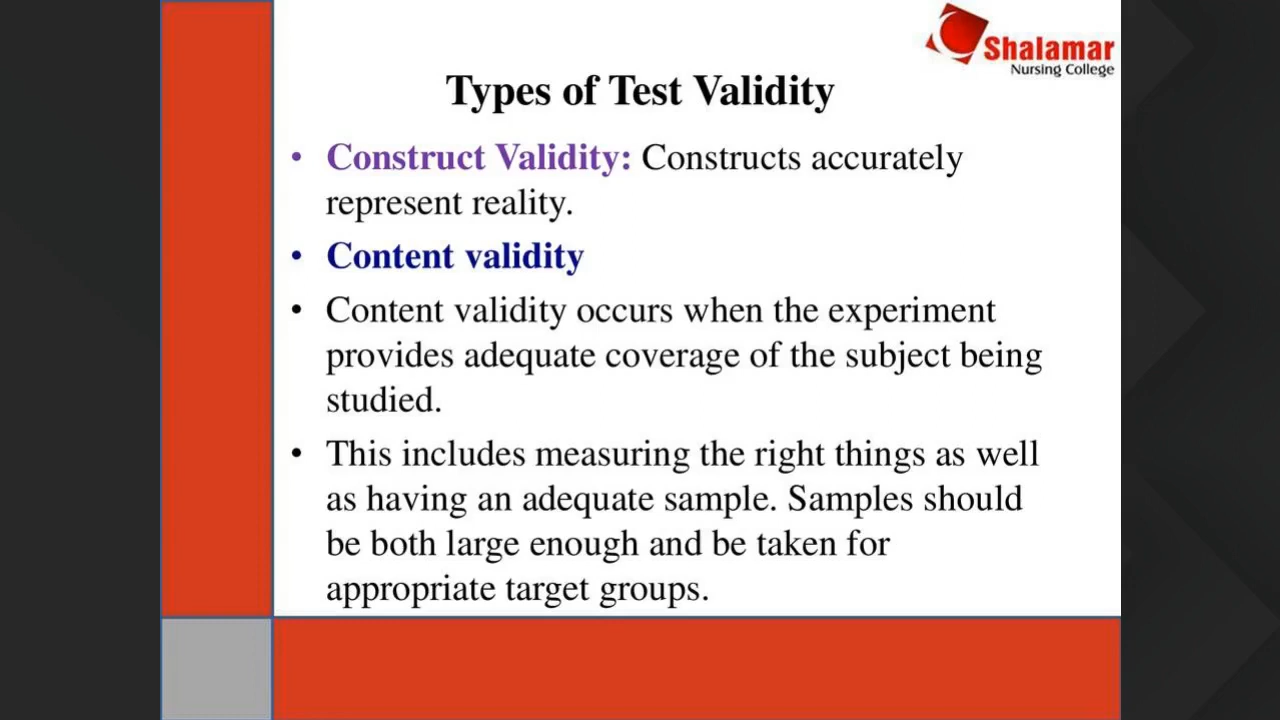 Shalamar
Nursing College
Types of Test Validity
• Construct Validity: Constructs accurately
represent reality.
• Content validity
• Content validity occurs when the experiment
provides adequate coverage of the subject being
studied.
• This includes measuring the right things as well
as having an adequate sample. Samples should
be both large enough and be taken for
appropriate target groups.